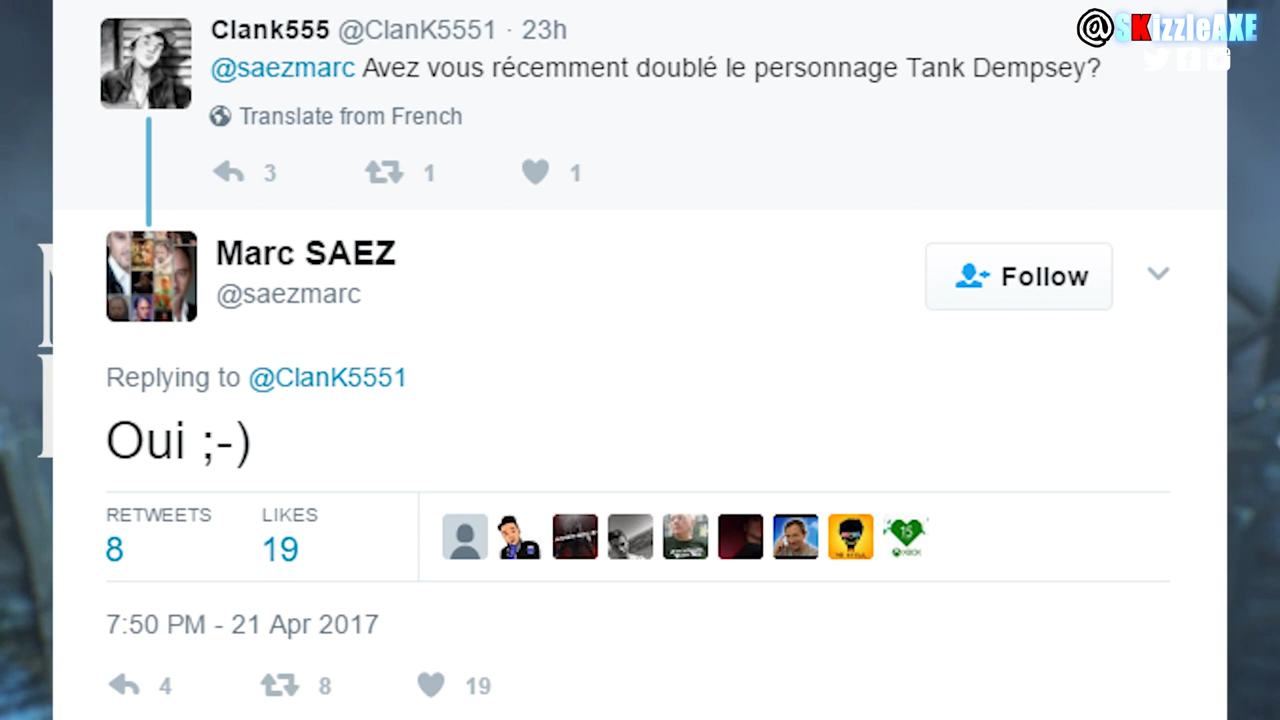 Clank555 @ClanK5551 · 23h
@SKizzleAXE
@saezmarc Avez vous récemment doublé le personnage Tank Dempsey?
Translate from French
3 1 1
Marc SAEZ
@saezmarc
Follow
Replying to @ClanK5551
Oui ;-)
RETWEETS LIKES
8 19
7:50 PM - 21 Apr 2017
4 8 19